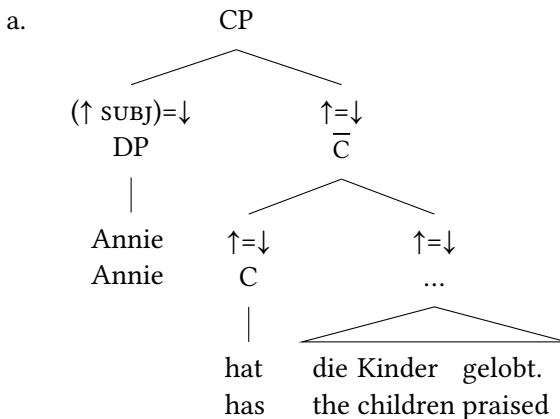 a.
CP
(↑ SUBJ)=↓ ↑=↓
DP C̅
Annie ↑=↓ ↑=↓
Annie C ...
hat die Kinder gelobt.
has the children praised